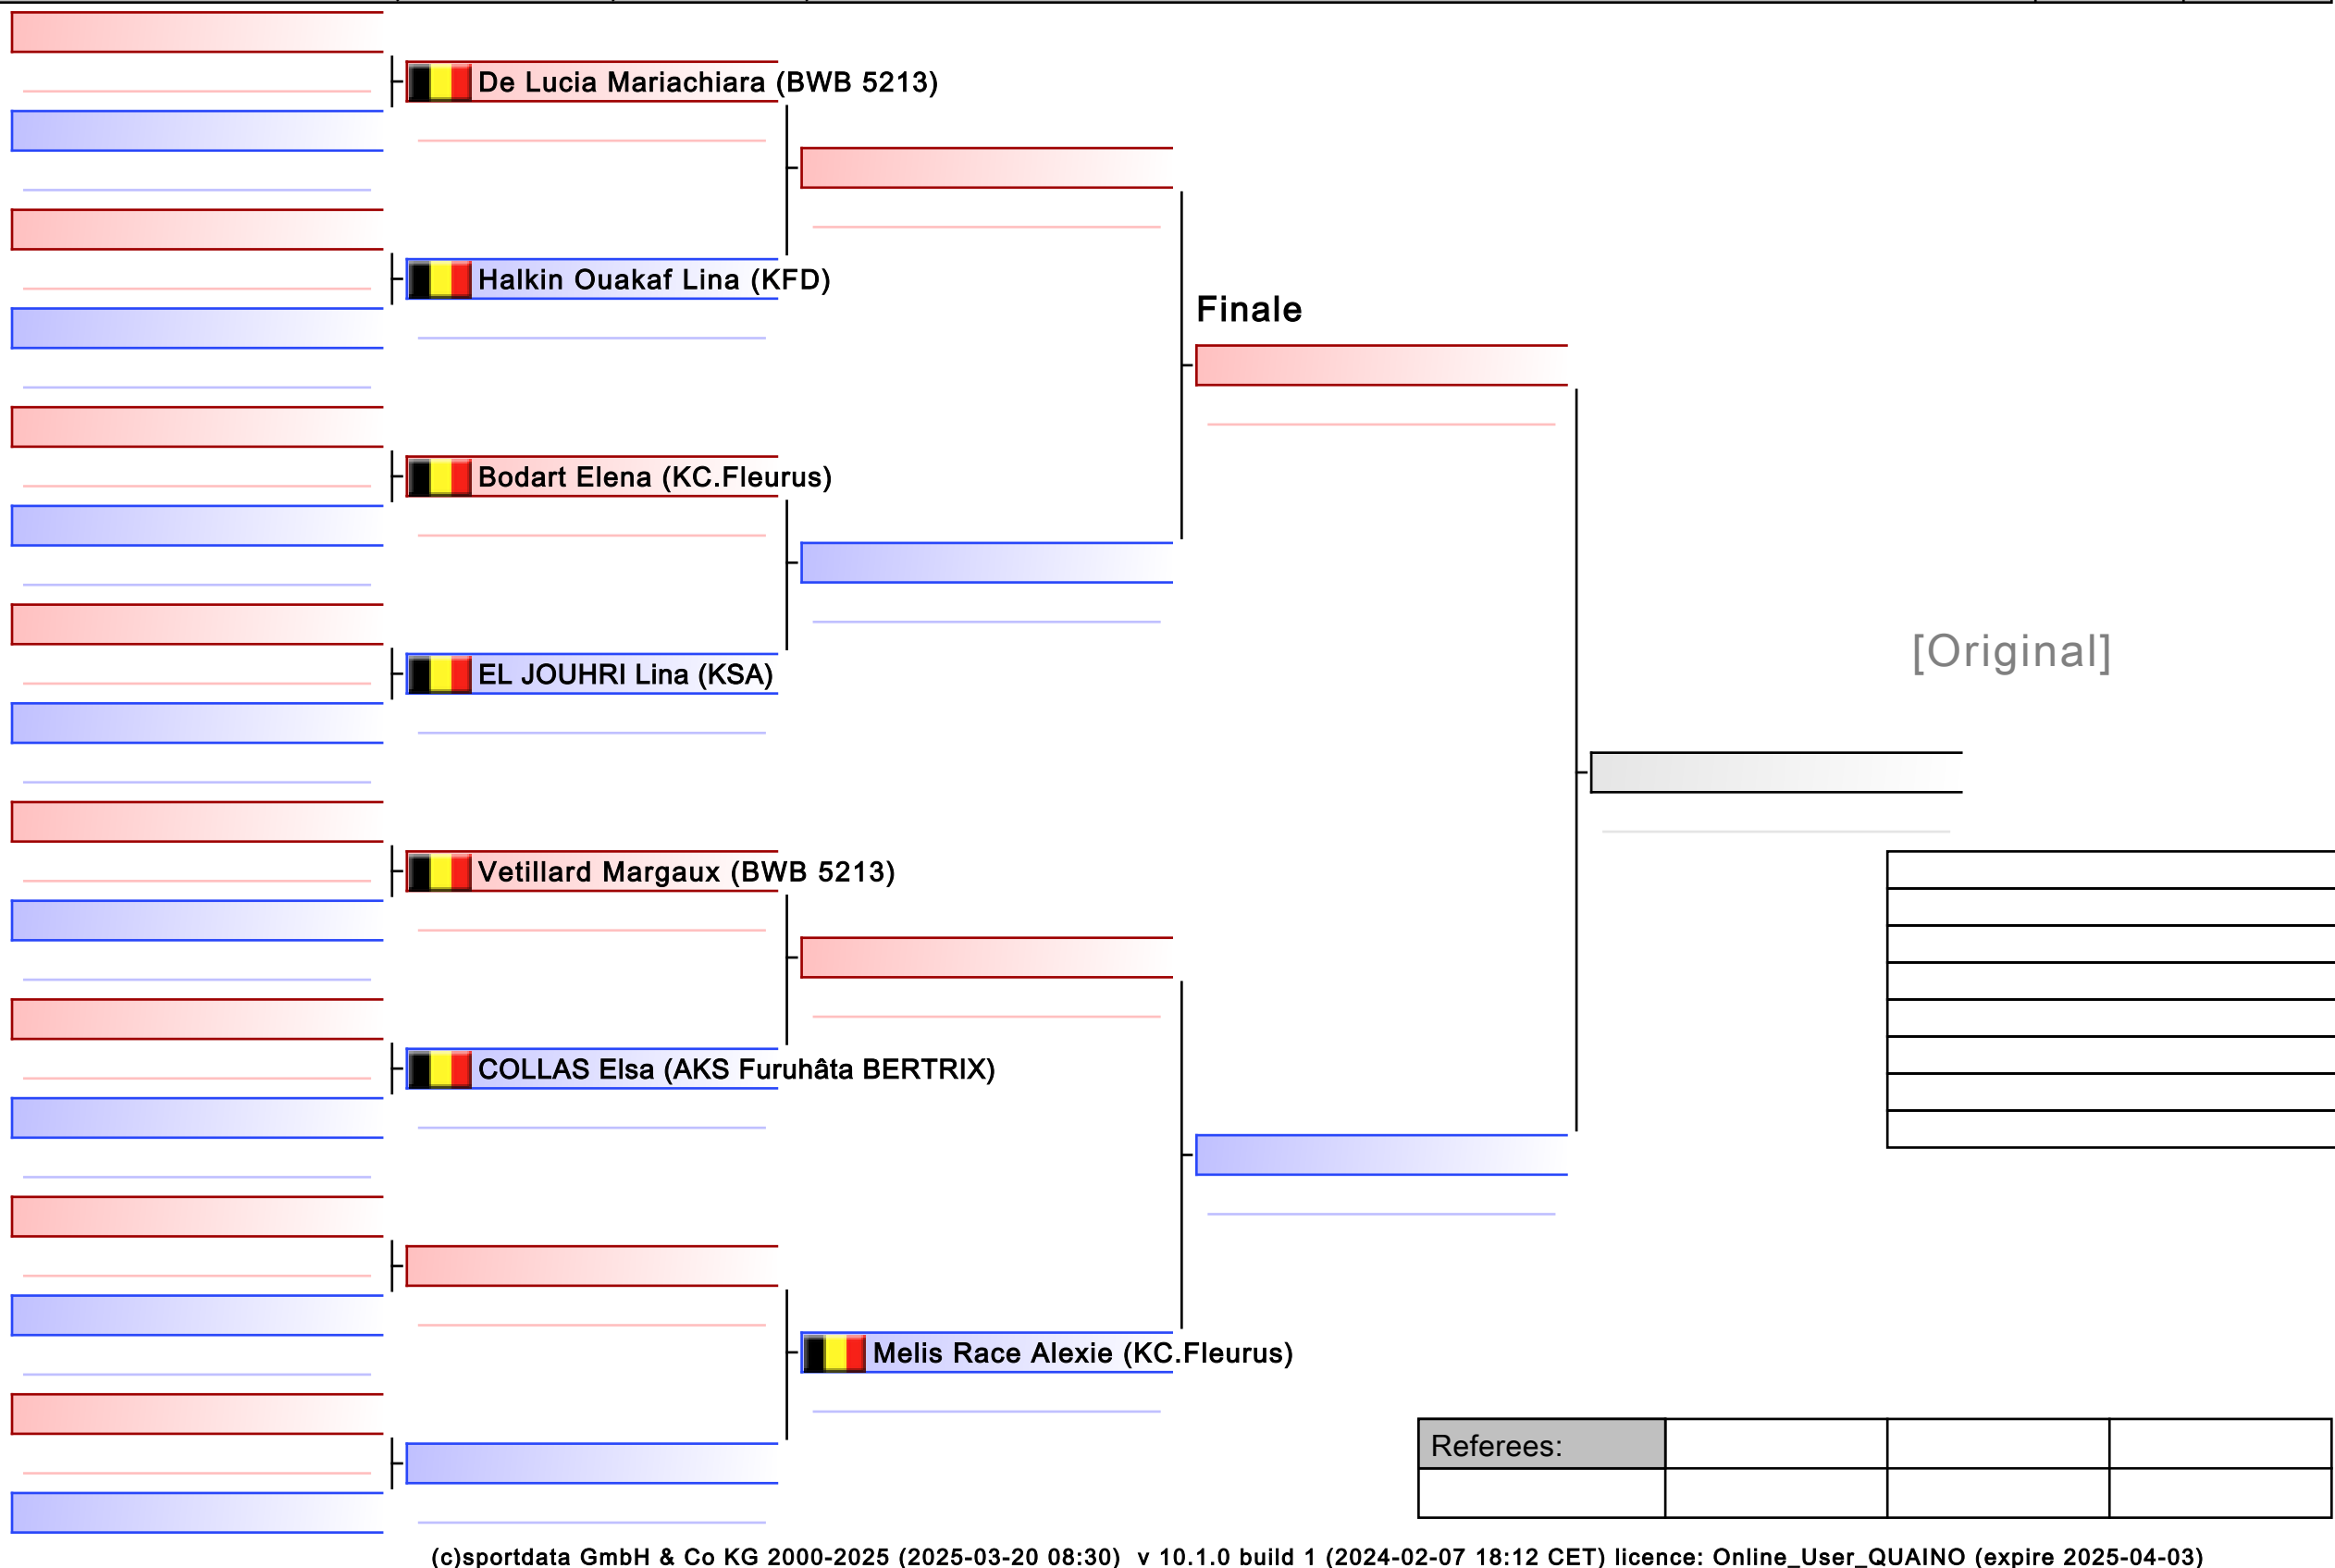 De Lucia Mariachiara (BWB 5213)
Halkin Ouakaf Lina (KFD)
Finale
Bodart Elena (KC.Fleurus)
[Original]
EL JOUHRI Lina (KSA)
Vetillard Margaux (BWB 5213)
COLLAS Elsa (AKS Furuhâta BERTRIX)
Melis Race Alexie (KC.Fleurus)
Referees:
(c)sportdata GmbH & Co KG 2000-2025 (2025-03-20 08:30) v 10.1.0 build 1 (2024-02-07 18:12 CET) licence: Online_User_QUAINO (expire 2025-04-03)